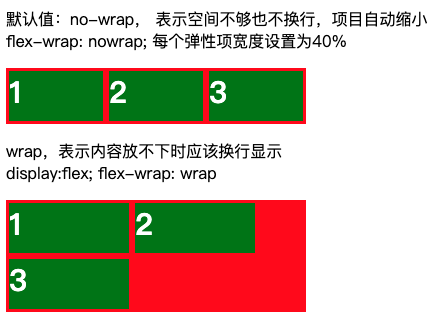 默认值：no-wrap， 表示空间不够也不换行，项目自动缩小
flex-wrap: nowrap; 每个弹性项宽度设置为40%
1 2 3
wrap，表示内容放不下时应该换行显示
display:flex; flex-wrap: wrap
1 2
3